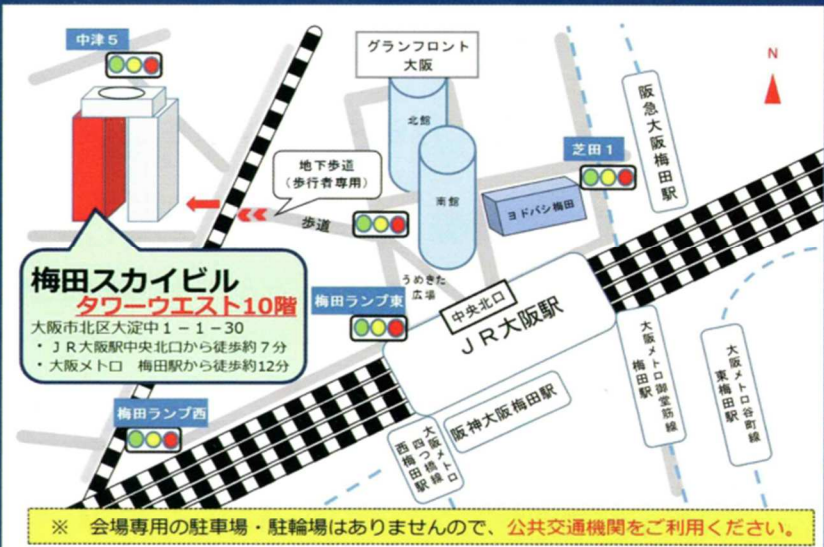 中津5
グランフロント
大阪
N
阪急大阪梅田駅
北館
芝田1
地下歩道
(歩行者専用)
南館
ヨドバシ梅田
歩道
梅田スカイビル
タワーウエスト10階
大阪市北区大淀中1-1-30
・JR大阪駅中央北口から徒歩約7分
・大阪メトロ 梅田駅から徒歩約12分
うめきた
広場
梅田ランプ東
中央北口
JR大阪駅
大阪メトロ御堂筋線
梅田駅
大阪メトロ谷町線
東梅田駅
梅田ランプ西
阪神大阪梅田駅
大阪メトロ
四つ橋線
西梅田駅
※ 会場専用の駐車場・駐輪場はありませんので、公共交通機関をご利用ください。